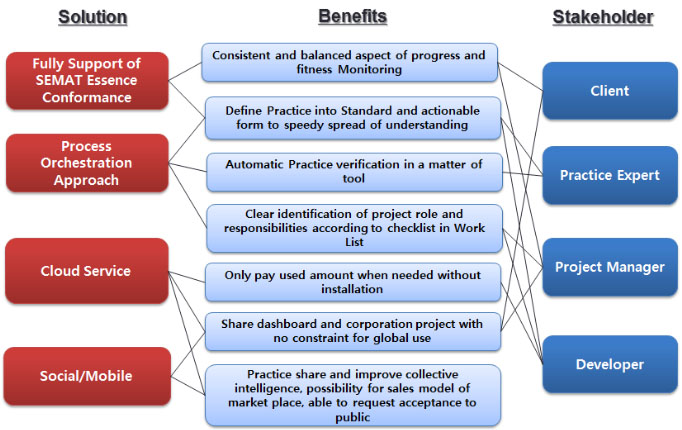 Solution
Benefits
Stakeholder
Fully Support of
SEMAT Essence
Conformance
Process
Orchestration
Approach
Cloud Service
Social/Mobile
Consistent and balanced aspect of progress and
fitness Monitoring
Define Practice into Standard and actionable
form to speedy spread of understanding
Automatic Practice verification in a matter of
tool
Clear identification of project role and
responsibilities according to checklist in Work
List
Only pay used amount when needed without
installation
Share dashboard and corporation project with
no constraint for global use
Practice share and improve collective
intelligence, possibility for sales model of
market place, able to request acceptance to
public
Client
Practice Expert
Project Manager
Developer